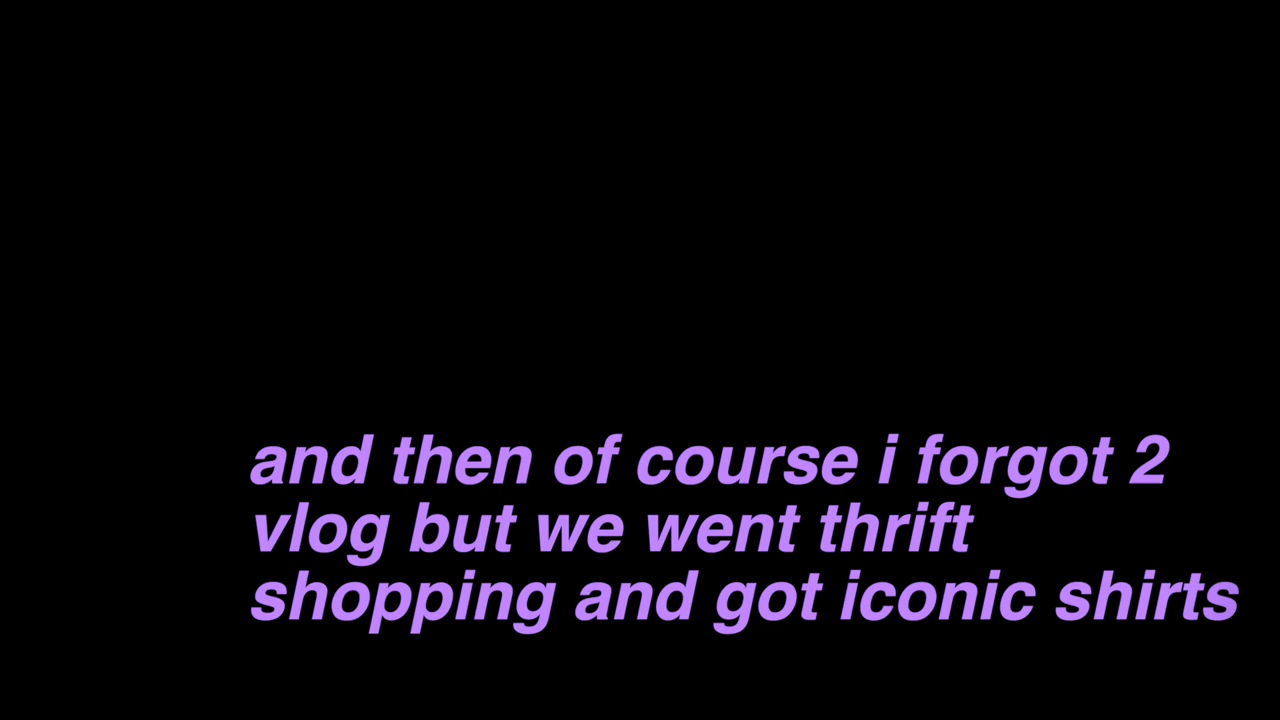 and then of course i forgot 2
vlog but we went thrift
shopping and got iconic shirts